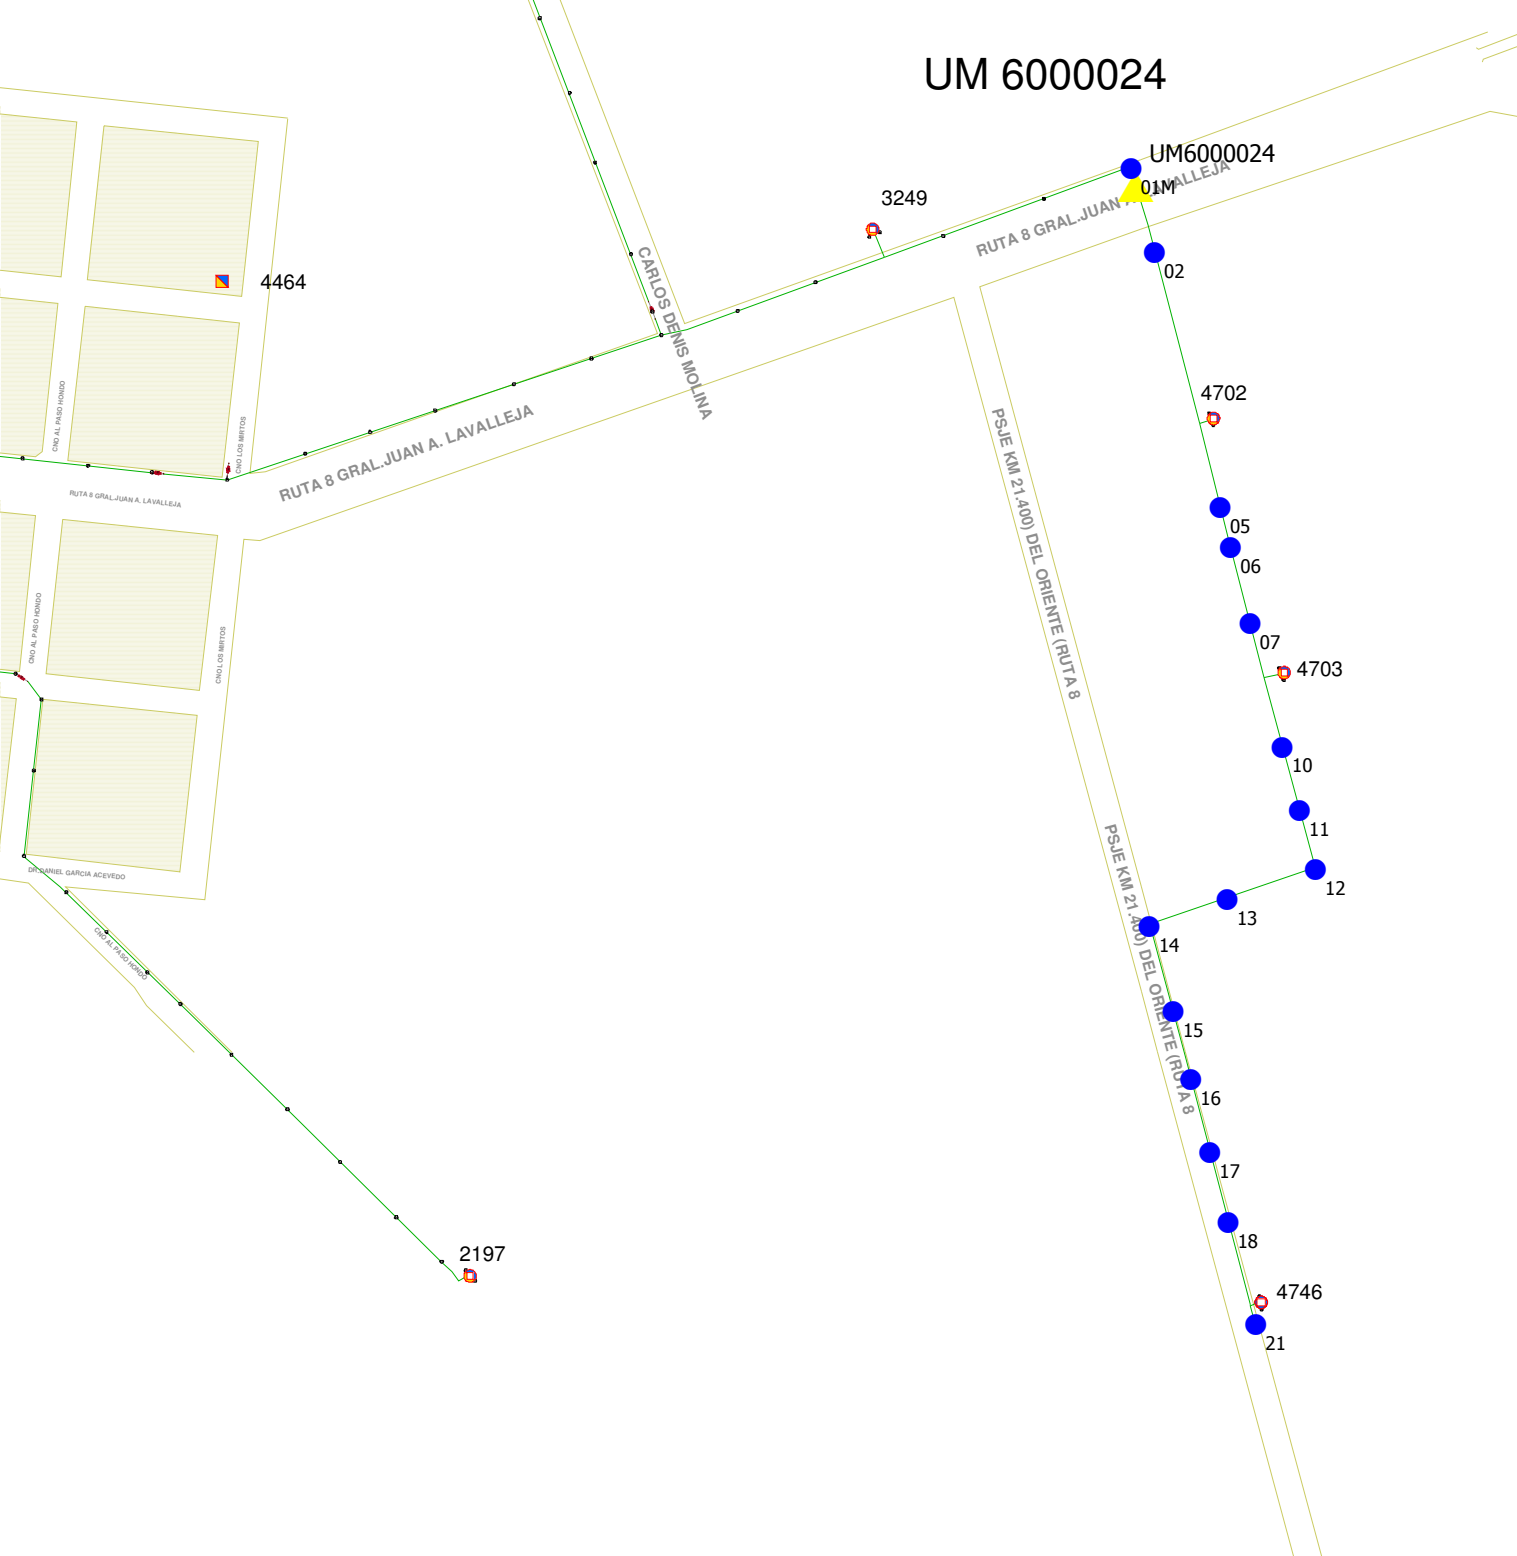 UM 6000024
UM6000024
01M
RUTA 8 GRAL.JUAN A. LAVALLEJA
3249
02
4464
CARLOS DENIS MOLINA
4702
CNO AL PASO HONDO
CNO LOS MIRTOS
RUTA 8 GRAL.JUAN A. LAVALLEJA
RUTA 8 GRAL.JUAN A. LAVALLEJA
PSJE KM 21.400) DEL ORIENTE (RUTA 8
05
06
CNO AL PASO HONDO
CNO LOS MIRTOS
07
4703
10
11
PSJE KM 21.400) DEL ORIENTE (RUTA 8
DR.DANIEL GARCIA ACEVEDO
12
13
14
CNO AL PASO HONDO
15
16
17
18
2197
4746
21